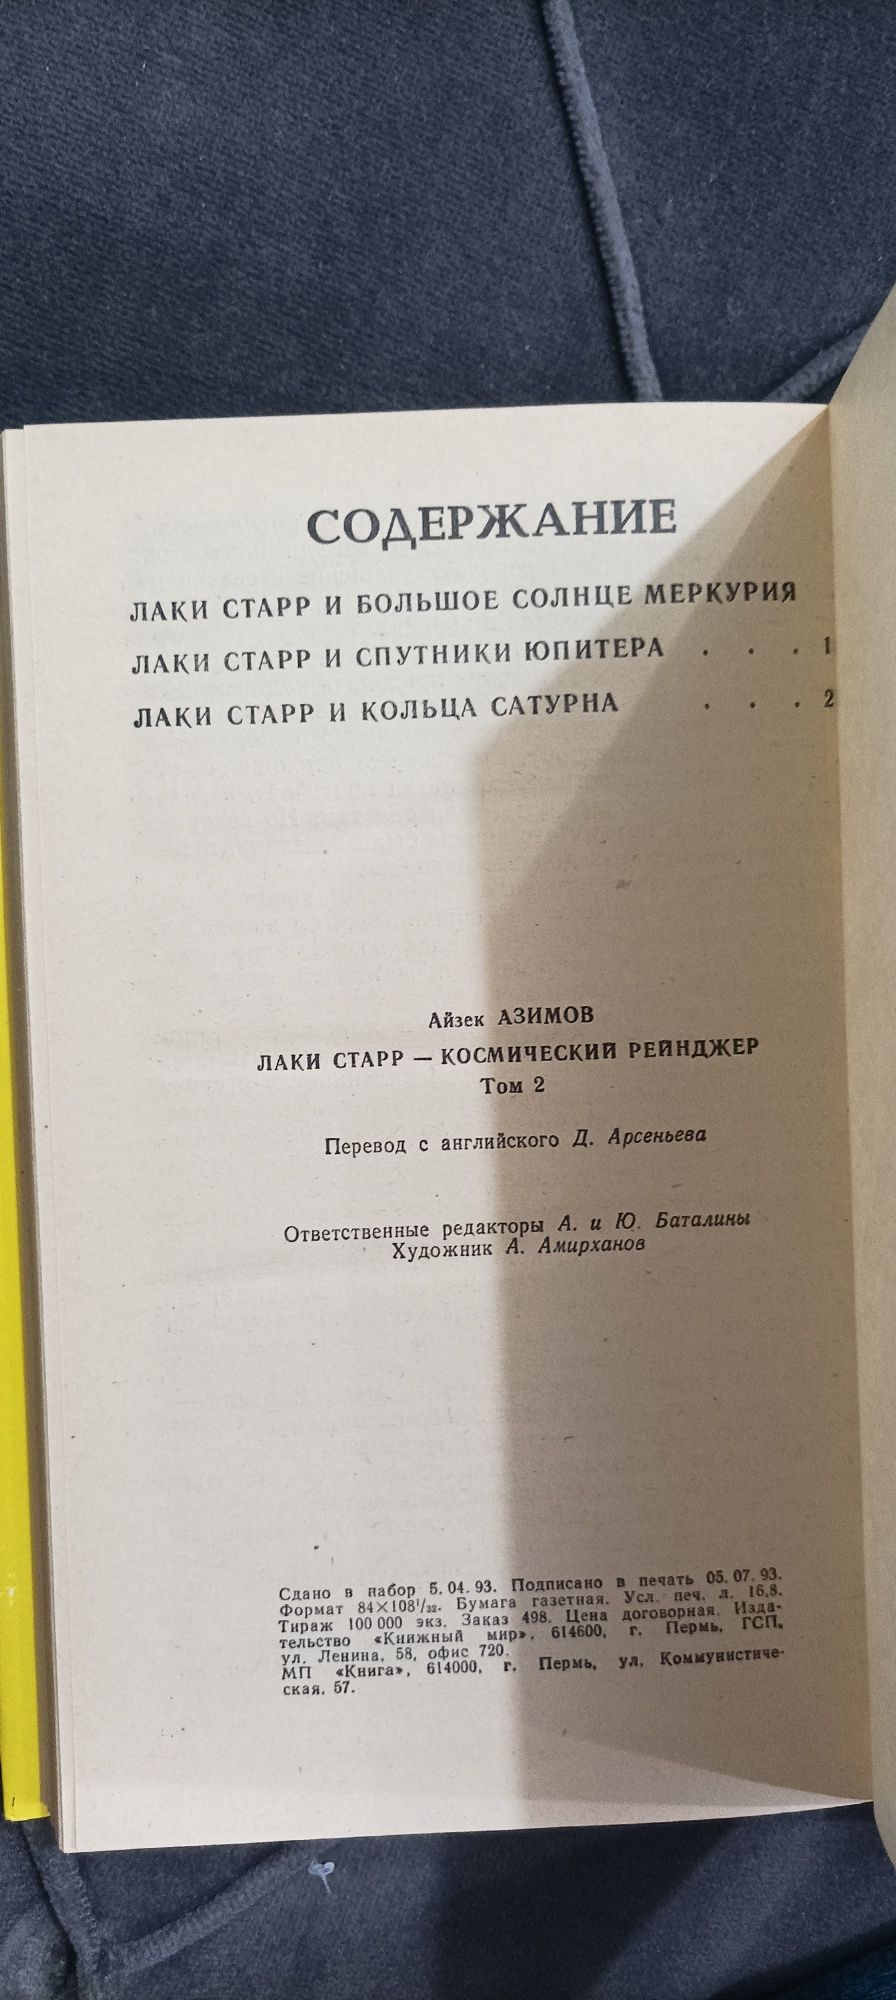 СОДЕРЖАНИЕ
ЛАКИ СТАРР И БОЛЬШОЕ СОЛНЦЕ МЕРКУРИЯ
ЛАКИ СТАРР И СПУТНИКИ ЮПИТЕРА . . . 1
ЛАКИ СТАРР И КОЛЬЦА САТУРНА . . . 2
Айзек АЗИМОВ
ЛАКИ СТАРР — КОСМИЧЕСКИЙ РЕЙНДЖЕР
Том 2
Перевод с английского Д. Арсеньева
Ответственные редакторы А. и Ю. Баталины
Художник А. Амирханов
Сдано в набор 5.04.93. Подписано в печать 05.07.93.
Формат 84×108¹/₃₂. Бумага газетная. Усл. печ. л. 16,8.
Тираж 100 000 экз. Заказ 498. Цена договорная. Изда-
тельство «Книжный мир», 614600, г. Пермь, ГСП,
ул. Ленина, 58, офис 720.
МП «Книга», 614000, г. Пермь, ул. Коммунистиче-
ская, 57.